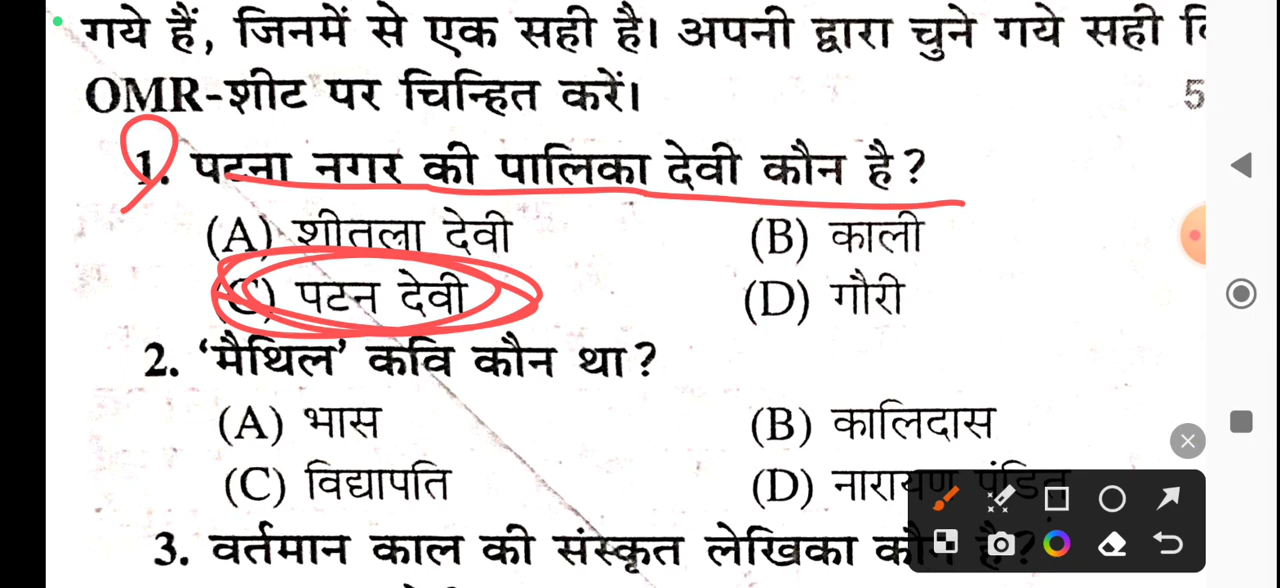 गये हैं, जिनमें से एक सही है। अपनी द्वारा चुने गये सही
OMR-शीट पर चिन्हित करें। 5
1. पटना नगर की पालिका देवी कौन है?
(A) शीतला देवी (B) काली
(C) पटन देवी (D) गौरी
2. ‘मैथिल’ कवि कौन था?
(A) भास (B) कालिदास
(C) विद्यापति (D) नारायण पंडित
3. वर्तमान काल की संस्कृत लेखिका कौन है?